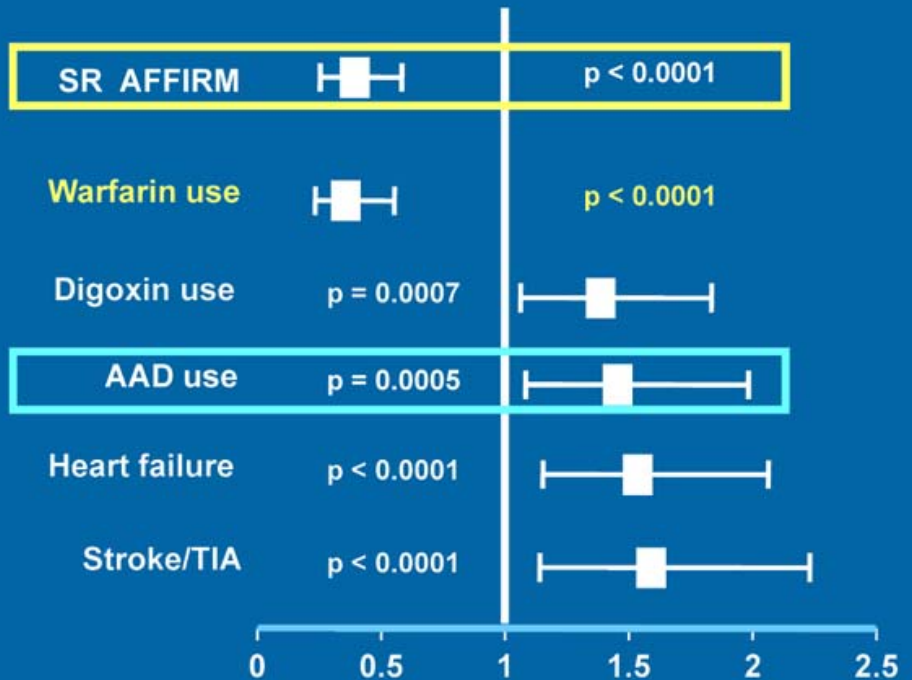 SR AFFIRM p < 0.0001
Warfarin use p < 0.0001
Digoxin use p = 0.0007
AAD use p = 0.0005
Heart failure p < 0.0001
Stroke/TIA p < 0.0001
0 0.5 1 1.5 2 2.5